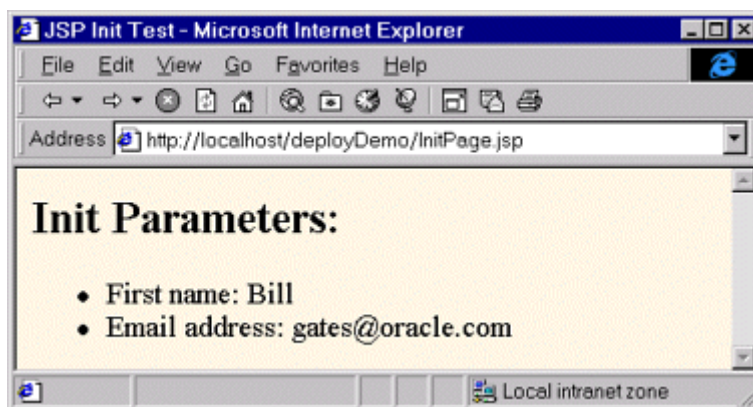 JSP Init Test - Microsoft Internet Explorer
File Edit View Go Favorites Help
Address http://localhost/deployDemo/InitPage.jsp
Init Parameters:
• First name: Bill
• Email address: gates@oracle.com
Local intranet zone